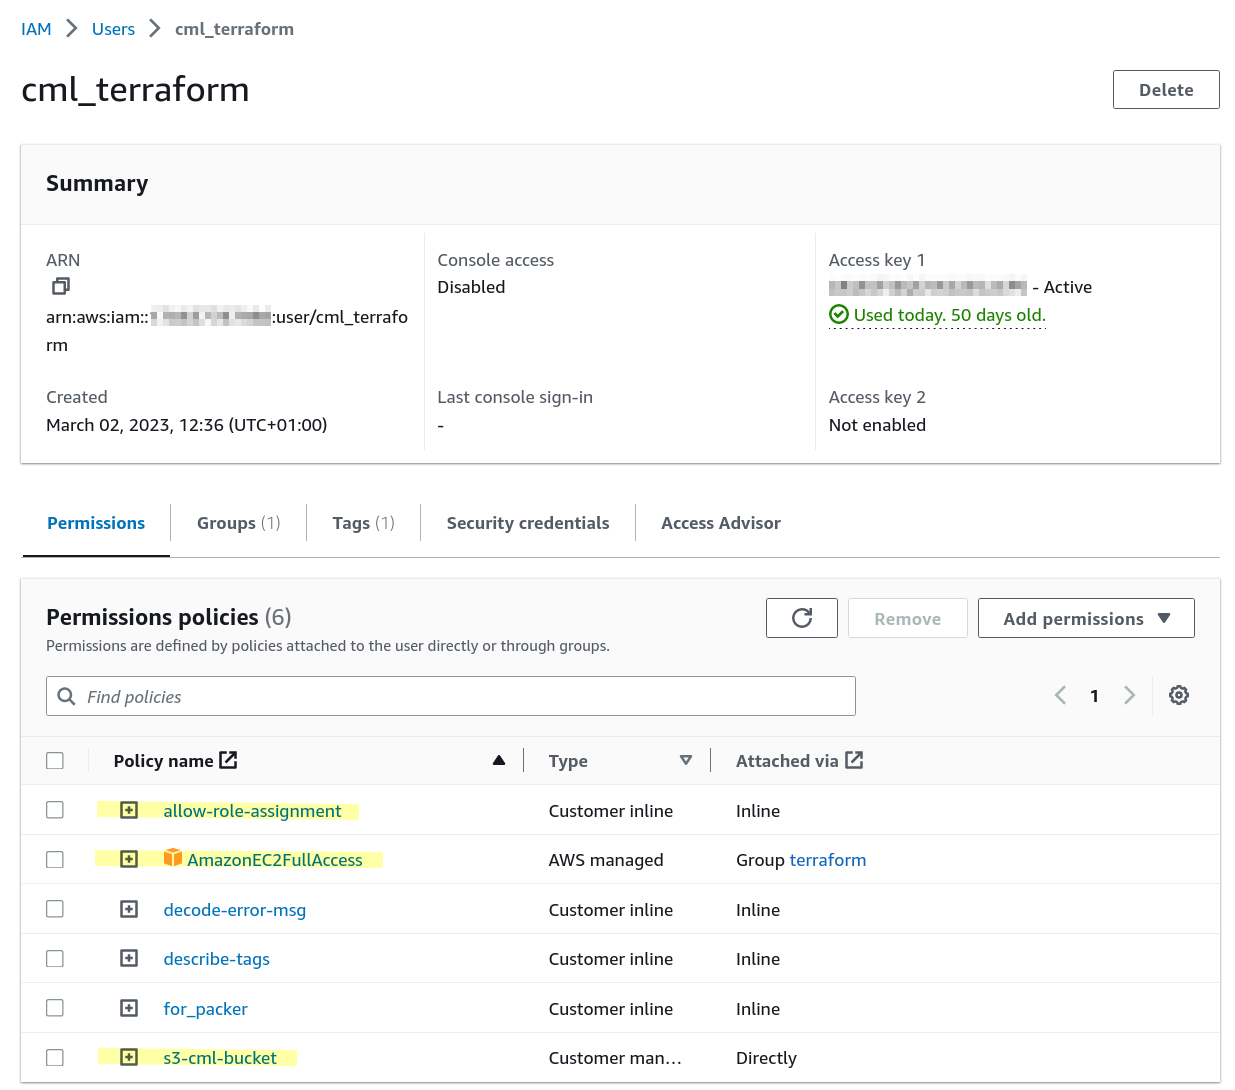 IAM > Users > cml_terraform
cml_terraform
Delete
Summary
ARN
arn:aws:iam:: :user/cml_terrafo
rm
Console access
Disabled
Access key 1
- Active
Used today. 50 days old.
Created
March 02, 2023, 12:36 (UTC+01:00)
Last console sign-in
-
Access key 2
Not enabled
Permissions
Groups (1)
Tags (1)
Security credentials
Access Advisor
Permissions policies (6)
Permissions are defined by policies attached to the user directly or through groups.
Remove
Add permissions
Find policies
1
Policy name Type Attached via
allow-role-assignment Customer inline Inline
AmazonEC2FullAccess AWS managed Group terraform
decode-error-msg Customer inline Inline
describe-tags Customer inline Inline
for_packer Customer inline Inline
s3-cml-bucket Customer man… Directly